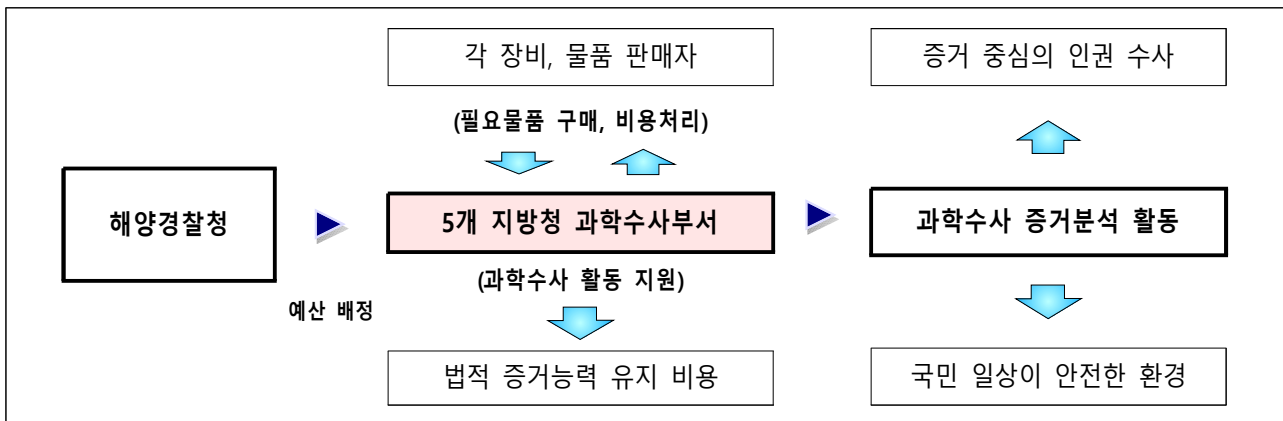 각 장비, 물품 판매자
증거 중심의 인권 수사
(필요물품 구매, 비용처리)
해양경찰청
5개 지방청 과학수사부서
과학수사 증거분석 활동
(과학수사 활동 지원)
예산 배정
법적 증거능력 유지 비용
국민 일상이 안전한 환경